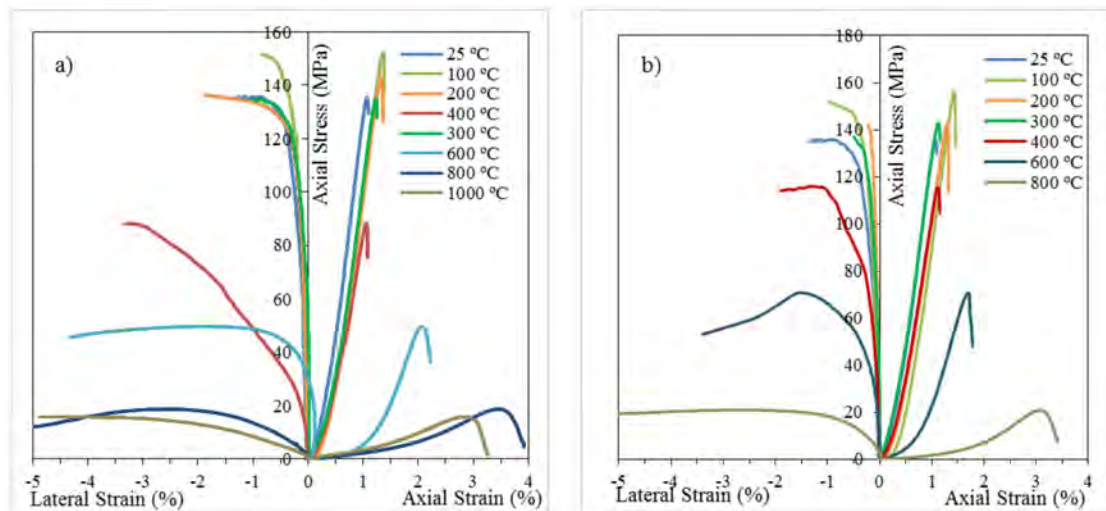 a)
Axial Stress (MPa)
160
140
120
100
80
60
40
20
0
25 ºC
100 ºC
200 ºC
400 ºC
300 ºC
600 ºC
800 ºC
1000 ºC
-5 -4 -3 -2 -1 0 1 2 3 4
Lateral Strain (%) Axial Strain (%)
b)
Axial Stress (MPa)
180
160
140
120
100
80
60
40
20
0
25 ºC
100 ºC
200 ºC
300 ºC
400 ºC
600 ºC
800 ºC
-5 -4 -3 -2 -1 0 1 2 3 4
Lateral Strain (%) Axial Strain (%)